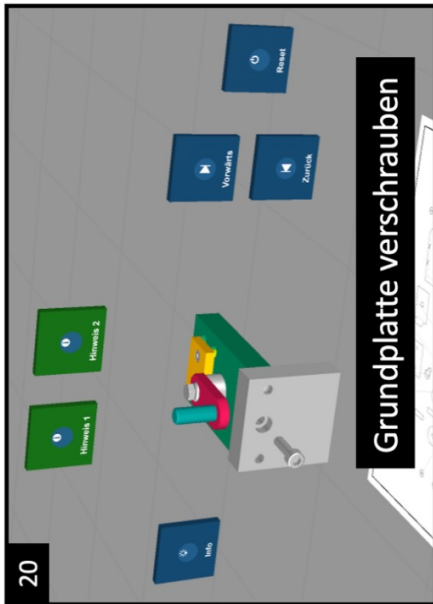 20
Info
Hinweis 1
Hinweis 2
Vorwärts
Zurück
Reset
Grundplatte verschrauben